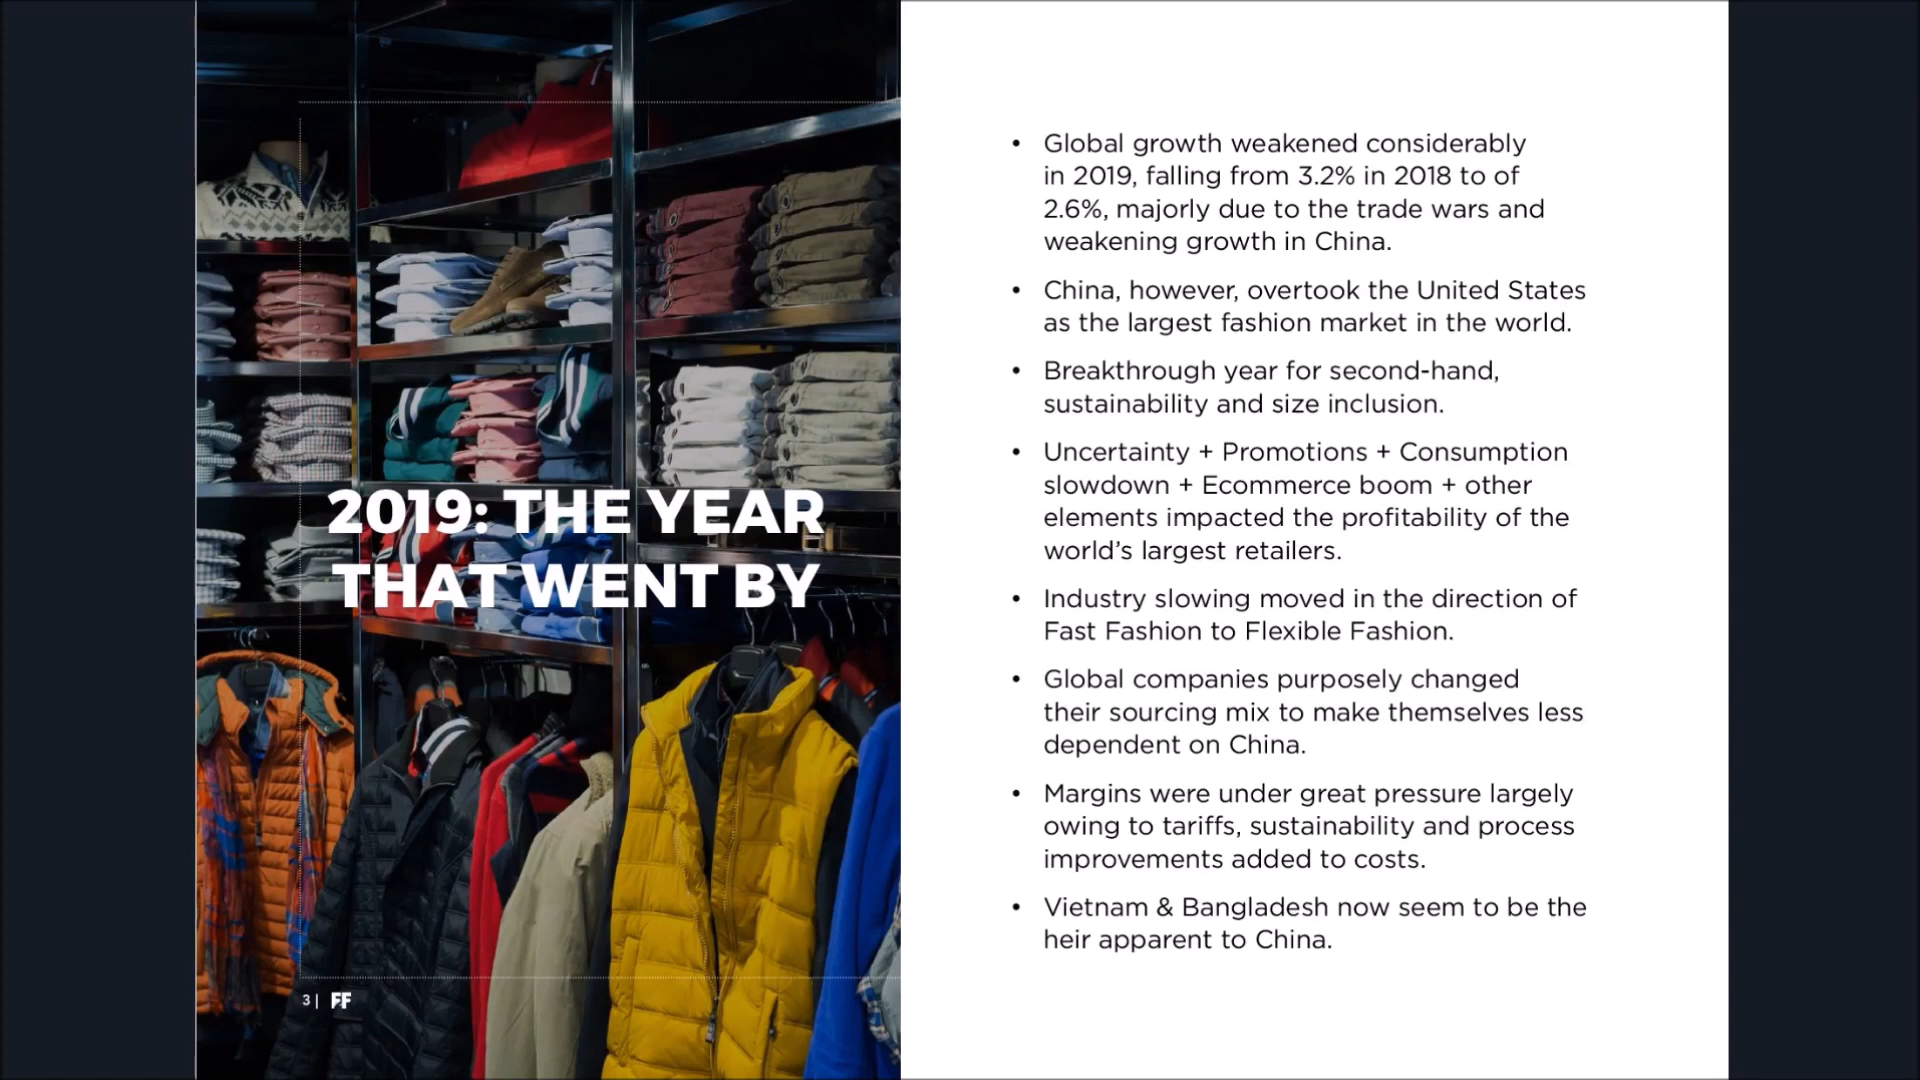 2019: THE YEAR
THAT WENT BY
3 | FF
• Global growth weakened considerably
in 2019, falling from 3.2% in 2018 to of
2.6%, majorly due to the trade wars and
weakening growth in China.
• China, however, overtook the United States
as the largest fashion market in the world.
• Breakthrough year for second-hand,
sustainability and size inclusion.
• Uncertainty + Promotions + Consumption
slowdown + Ecommerce boom + other
elements impacted the profitability of the
world’s largest retailers.
• Industry slowing moved in the direction of
Fast Fashion to Flexible Fashion.
• Global companies purposely changed
their sourcing mix to make themselves less
dependent on China.
• Margins were under great pressure largely
owing to tariffs, sustainability and process
improvements added to costs.
• Vietnam & Bangladesh now seem to be the
heir apparent to China.